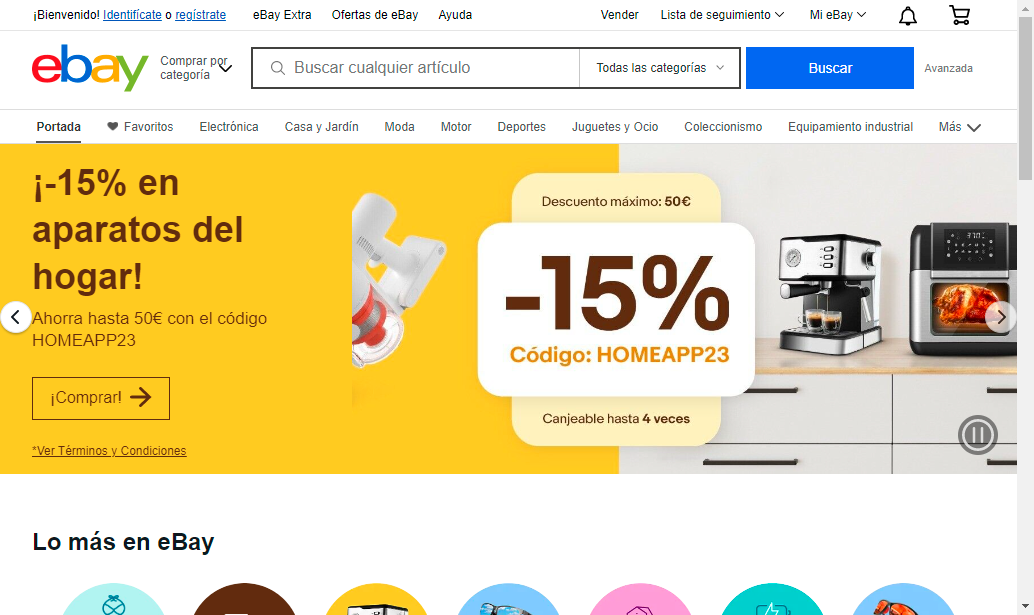 ¡Bienvenido! Identifícate o regístrate eBay Extra Ofertas de eBay Ayuda Vender Lista de seguimiento Mi eBay
ebay Comprar por categoría Buscar cualquier artículo Todas las categorías Buscar Avanzada
Portada Favoritos Electrónica Casa y Jardín Moda Motor Deportes Juguetes y Ocio Coleccionismo Equipamiento industrial Más
¡-15% en
aparatos del
hogar!
Ahorra hasta 50€ con el código
HOMEAPP23
¡Comprar!
*Ver Términos y Condiciones
Descuento máximo: 50€
-15%
Código: HOMEAPP23
Canjeable hasta 4 veces
Lo más en eBay